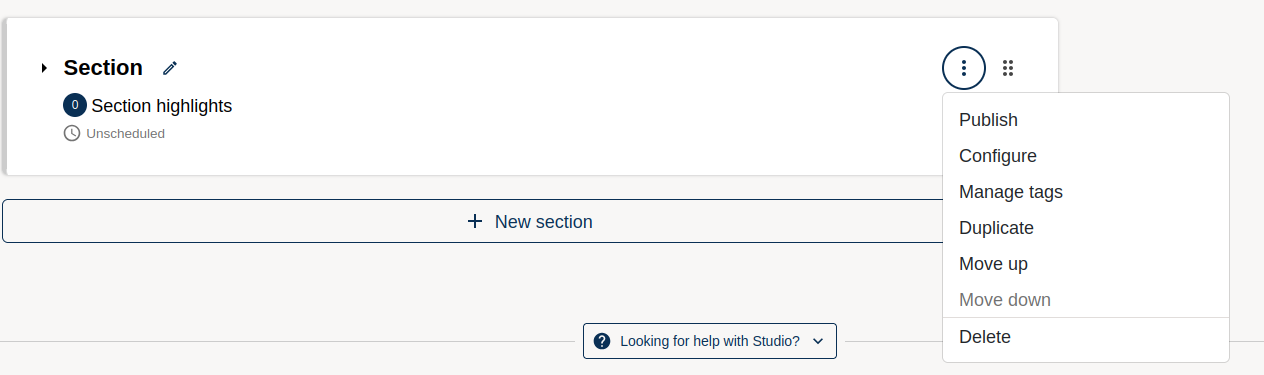 Section
0 Section highlights
Unscheduled
Publish
Configure
Manage tags
Duplicate
Move up
Move down
Delete
New section
? Looking for help with Studio?